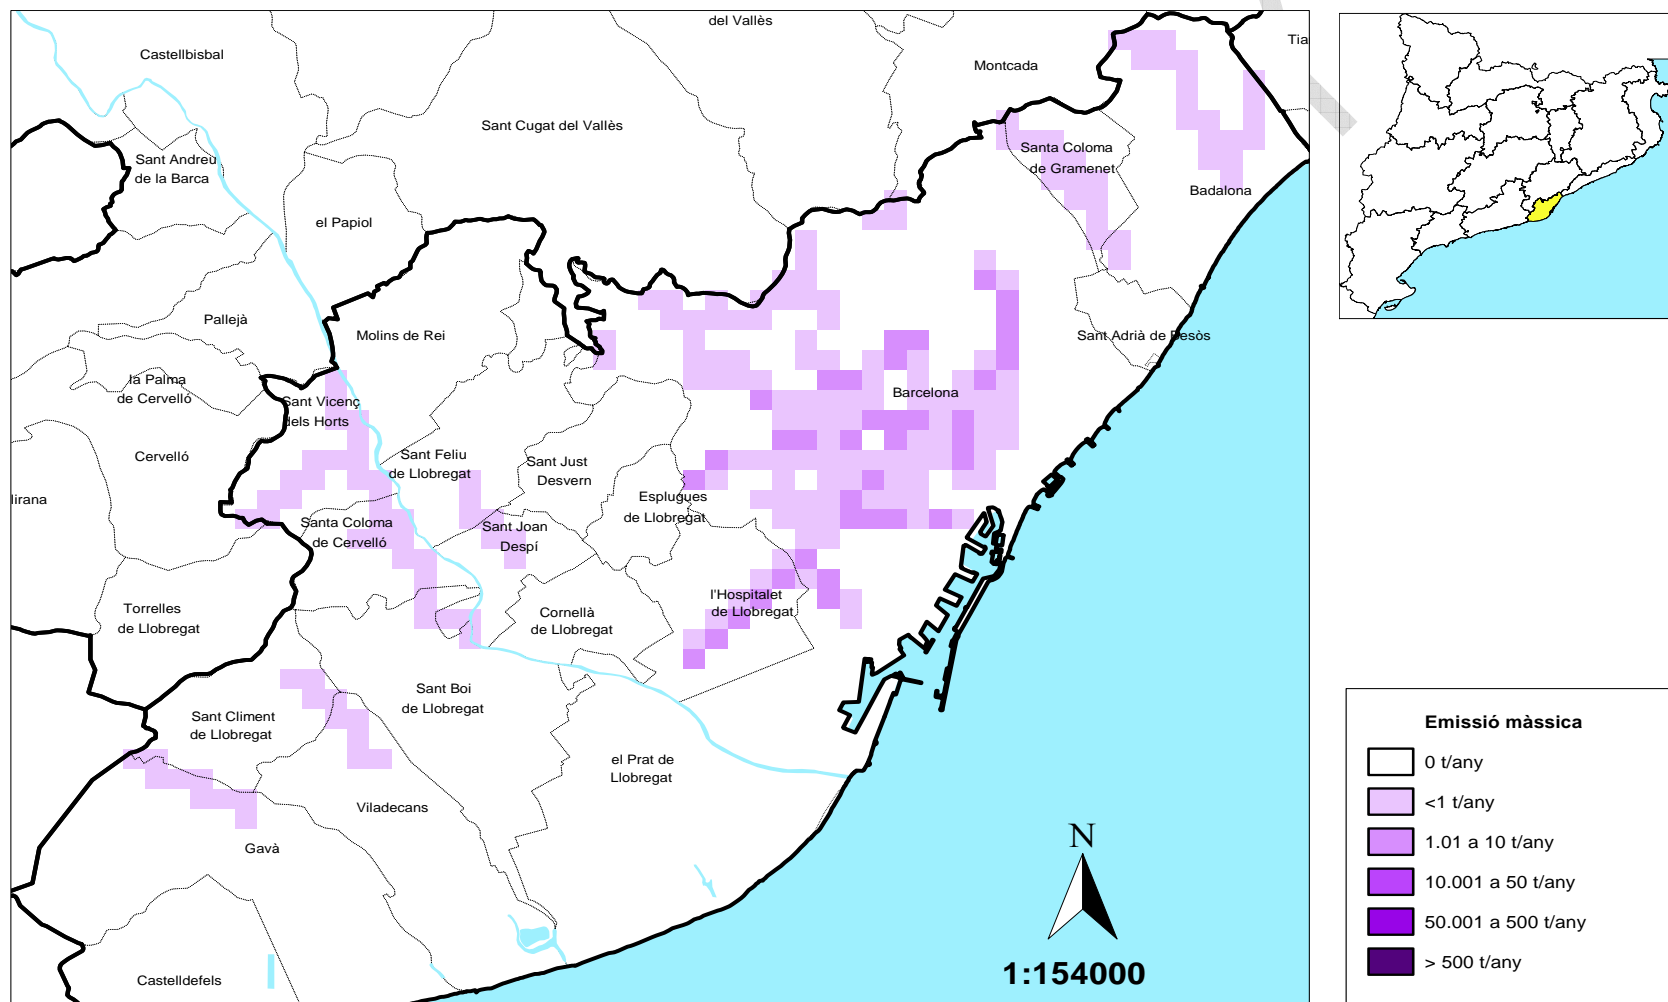 del Vallès
Castellbisbal
Montcada
Tia
Sant Cugat del Vallès
Sant Andreu
de la Barca
Santa Coloma
de Gramenet
Badalona
el Papiol
Pallejà
Molins de Rei
Sant Adrià de Besòs
la Palma
de Cervelló
Sant Vicenç
dels Horts
Barcelona
Cervelló
Sant Feliu
de Llobregat
Sant Just
Desvern
lirana
Esplugues
de Llobregat
Santa Coloma
de Cervelló
Sant Joan
Despí
Torrelles
de Llobregat
Cornellà
de Llobregat
l'Hospitalet
de Llobregat
Sant Boi
de Llobregat
Sant Climent
de Llobregat
el Prat de
Llobregat
Viladecans
Gavà
Castelldefels
N
1:154000
Emissió màssica
0 t/any
<1 t/any
1.01 a 10 t/any
10.001 a 50 t/any
50.001 a 500 t/any
> 500 t/any